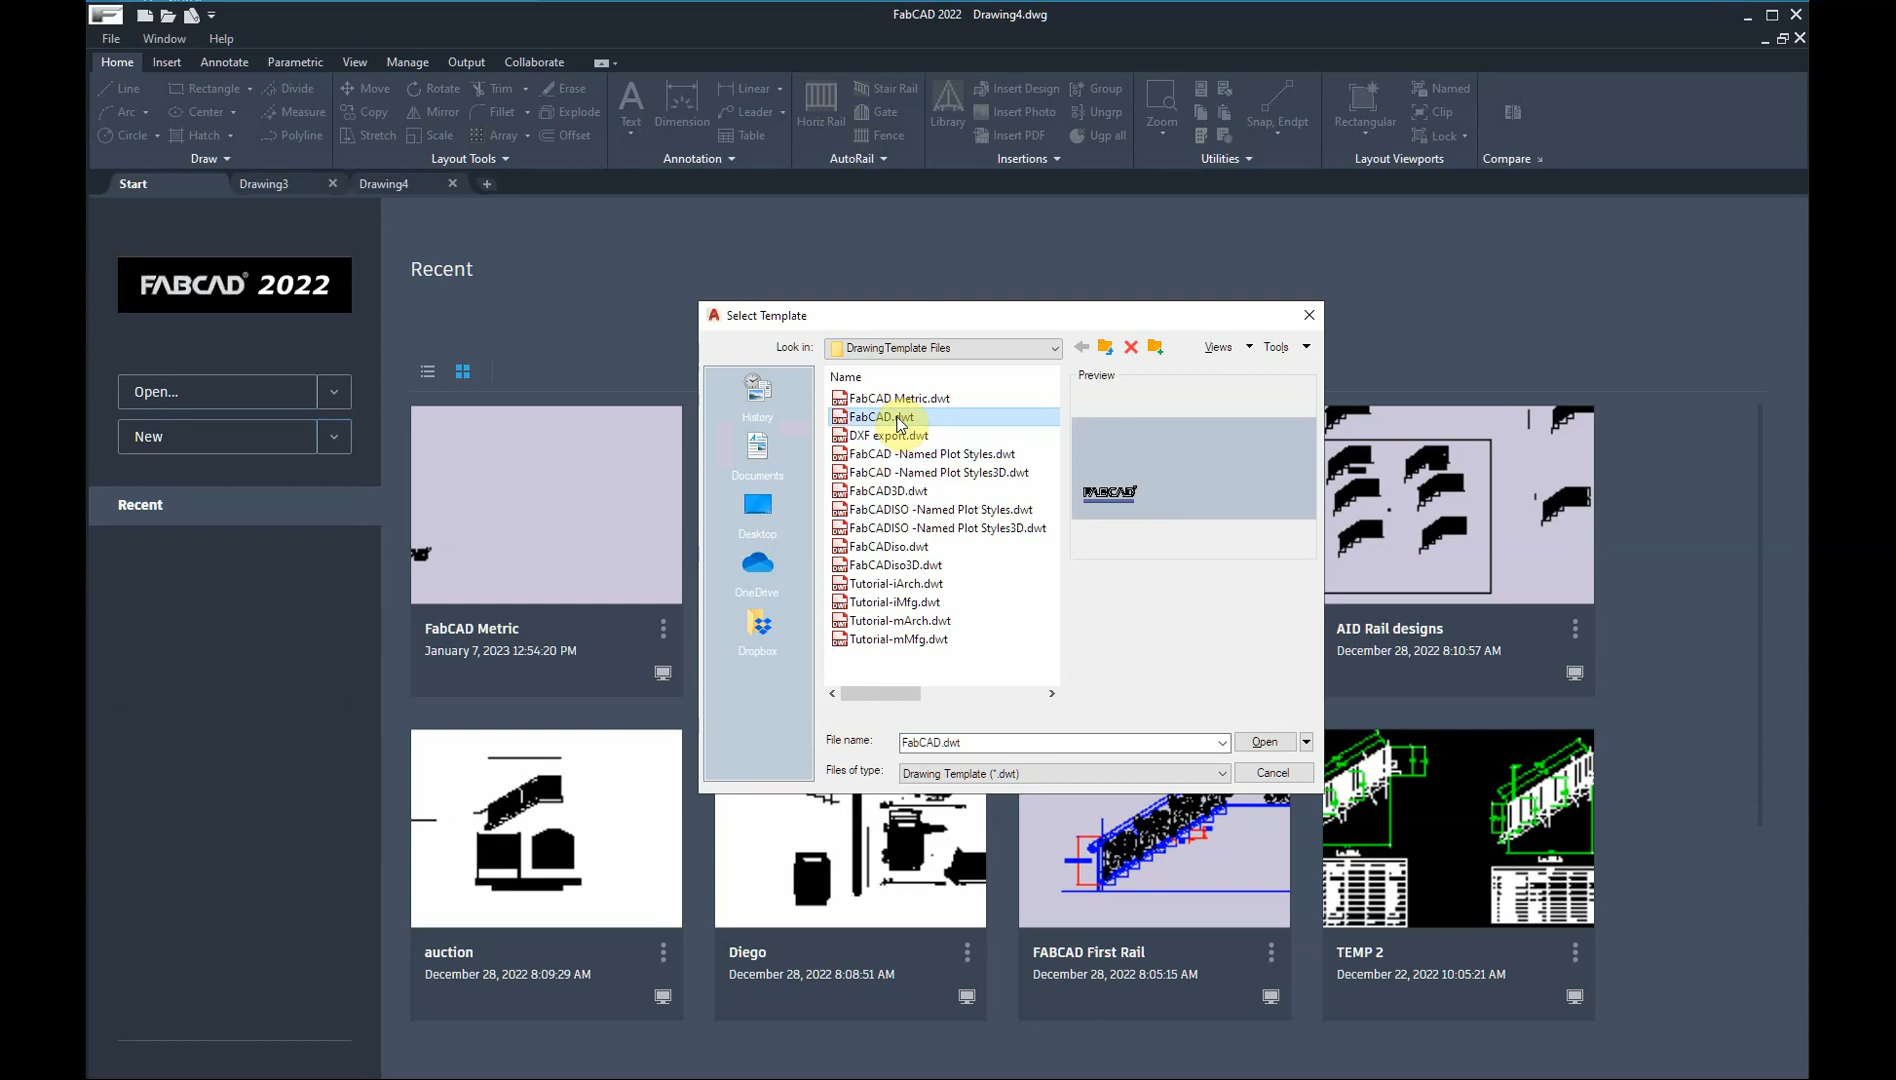 FabCAD 2022 Drawing4.dwg
File Window Help
Home Insert Annotate Parametric View Manage Output Collaborate
Line Rectangle Divide Move Rotate Trim Erase Linear Stair Rail Insert Design Group Named
Arc Center Measure Copy Mirror Fillet Explode Leader Gate Insert Photo Ungrp Clip
Circle Hatch Polyline Stretch Scale Array Offset Text Dimension Table Horiz Rail Fence Library Insert PDF Ugp all Zoom Snap, Endpt Rectangular Lock
Draw Layout Tools Annotation AutoRail Insertions Utilities Layout Viewports Compare
Start Drawing3 Drawing4
FABCAD® 2022
Open...
New
Recent
Recent
Select Template
Look in: DrawingTemplate Files Views Tools
History
Documents
Desktop
OneDrive
Dropbox
Name
FabCAD Metric.dwt
FabCAD.dwt
DXF export.dwt
FabCAD -Named Plot Styles.dwt
FabCAD -Named Plot Styles3D.dwt
FabCAD3D.dwt
FabCADISO -Named Plot Styles.dwt
FabCADISO -Named Plot Styles3D.dwt
FabCADiso.dwt
FabCADiso3D.dwt
Tutorial-iArch.dwt
Tutorial-iMfg.dwt
Tutorial-mArch.dwt
Tutorial-mMfg.dwt
Preview
FABCAD®
File name: FabCAD.dwt Open
Files of type: Drawing Template (*.dwt) Cancel
FabCAD Metric
January 7, 2023 12:54:20 PM
AID Rail designs
December 28, 2022 8:10:57 AM
auction
December 28, 2022 8:09:29 AM
Diego
December 28, 2022 8:08:51 AM
FABCAD First Rail
December 28, 2022 8:05:15 AM
TEMP 2
December 22, 2022 10:05:21 AM